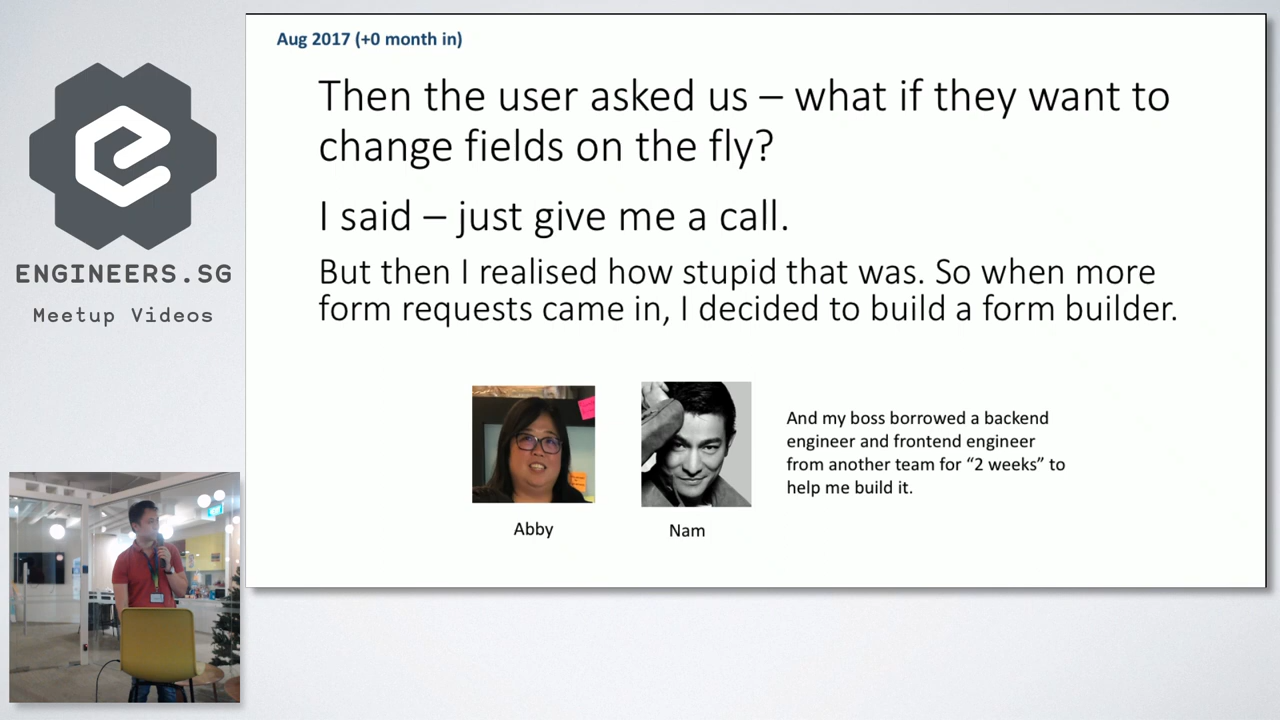 Aug 2017 (+0 month in)
Then the user asked us – what if they want to
change fields on the fly?
I said – just give me a call.
But then I realised how stupid that was. So when more
form requests came in, I decided to build a form builder.
And my boss borrowed a backend
engineer and frontend engineer
from another team for “2 weeks” to
help me build it.
Abby
Nam
ENGINEERS.SG
Meetup Videos